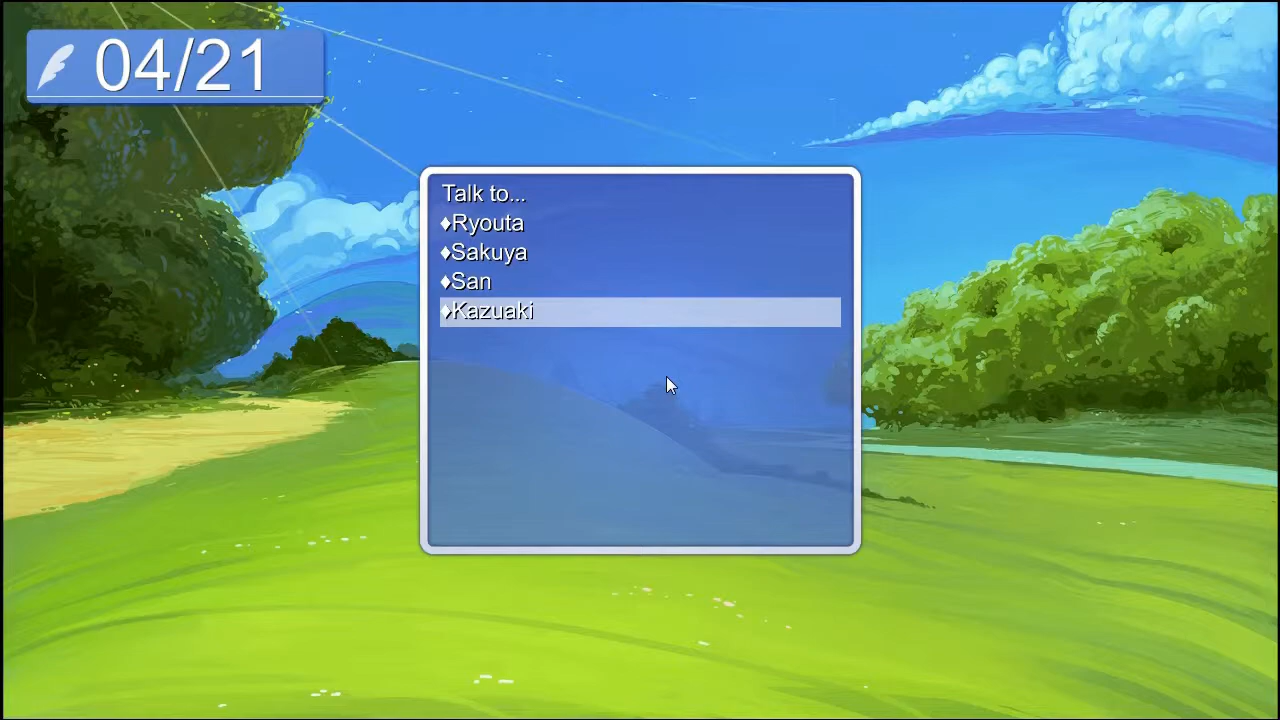 04/21
Talk to...
♦Ryouta
♦Sakuya
♦San
♦Kazuaki